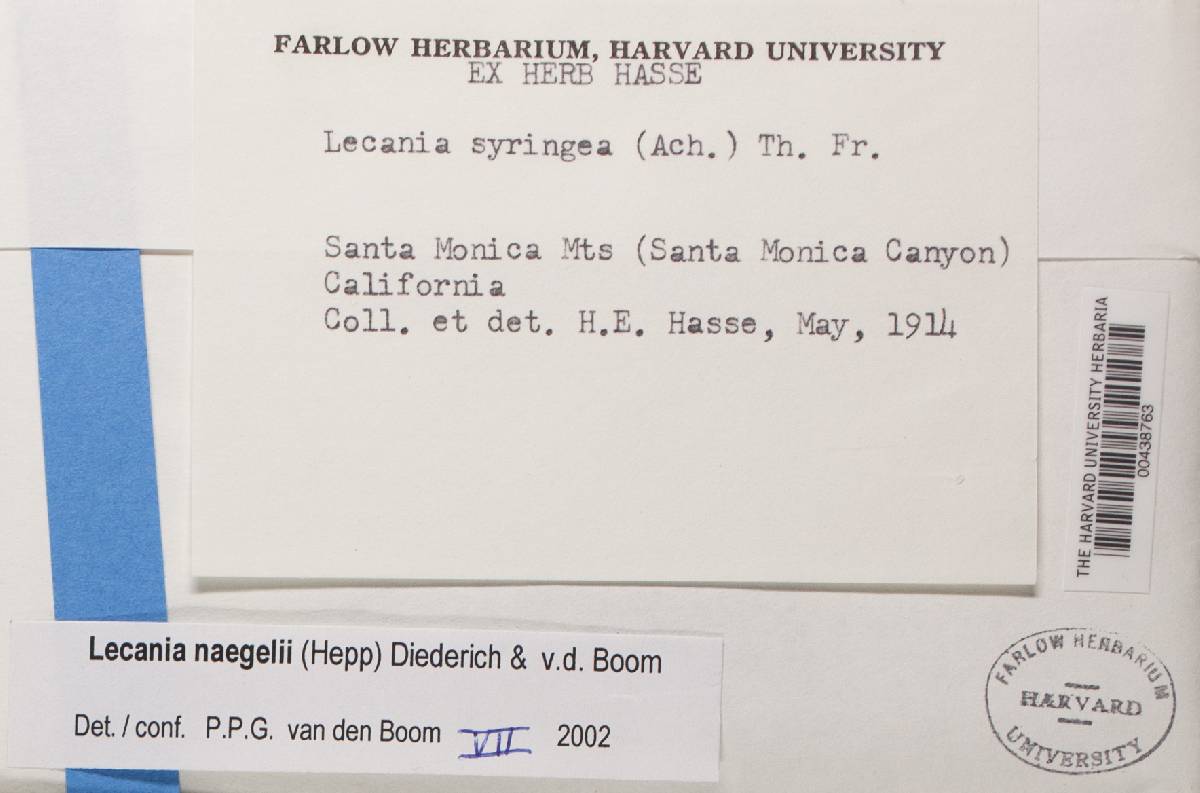 FARLOW HERBARIUM, HARVARD UNIVERSITY
EX HERB HASSE
Lecania syringea (Ach.) Th. Fr.
Santa Monica Mts (Santa Monica Canyon)
California
Coll. et det. H.E. Hasse, May, 1914
THE HARVARD UNIVERSITY HERBARIA
00438763
Lecania naegelii (Hepp) Diederich & v.d. Boom
Det. / conf. P.P.G. van den Boom VII 2002
FARLOW HERBARIUM
HARVARD
UNIVERSITY